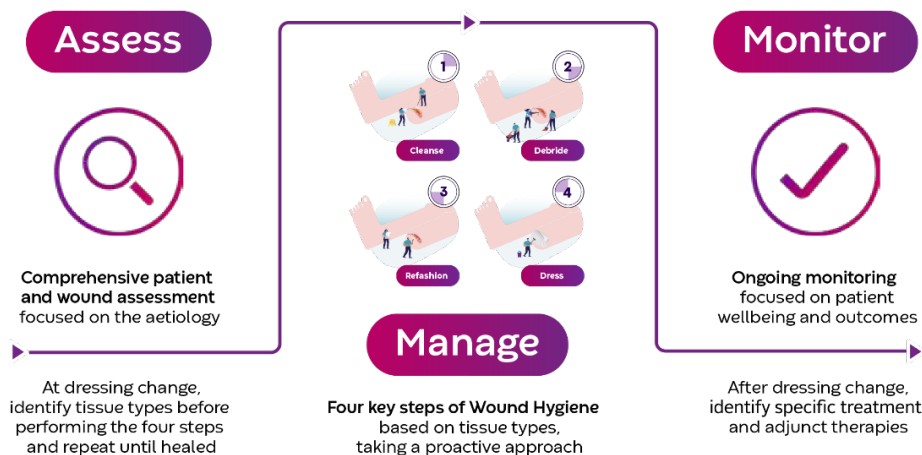 Assess
Comprehensive patient
and wound assessment
focused on the aetiology
At dressing change,
identify tissue types before
performing the four steps
and repeat until healed
1
Cleanse
2
Debride
3
Refashion
4
Dress
Manage
Four key steps of Wound Hygiene
based on tissue types,
taking a proactive approach
Monitor
Ongoing monitoring
focused on patient
wellbeing and outcomes
After dressing change,
identify specific treatment
and adjunct therapies